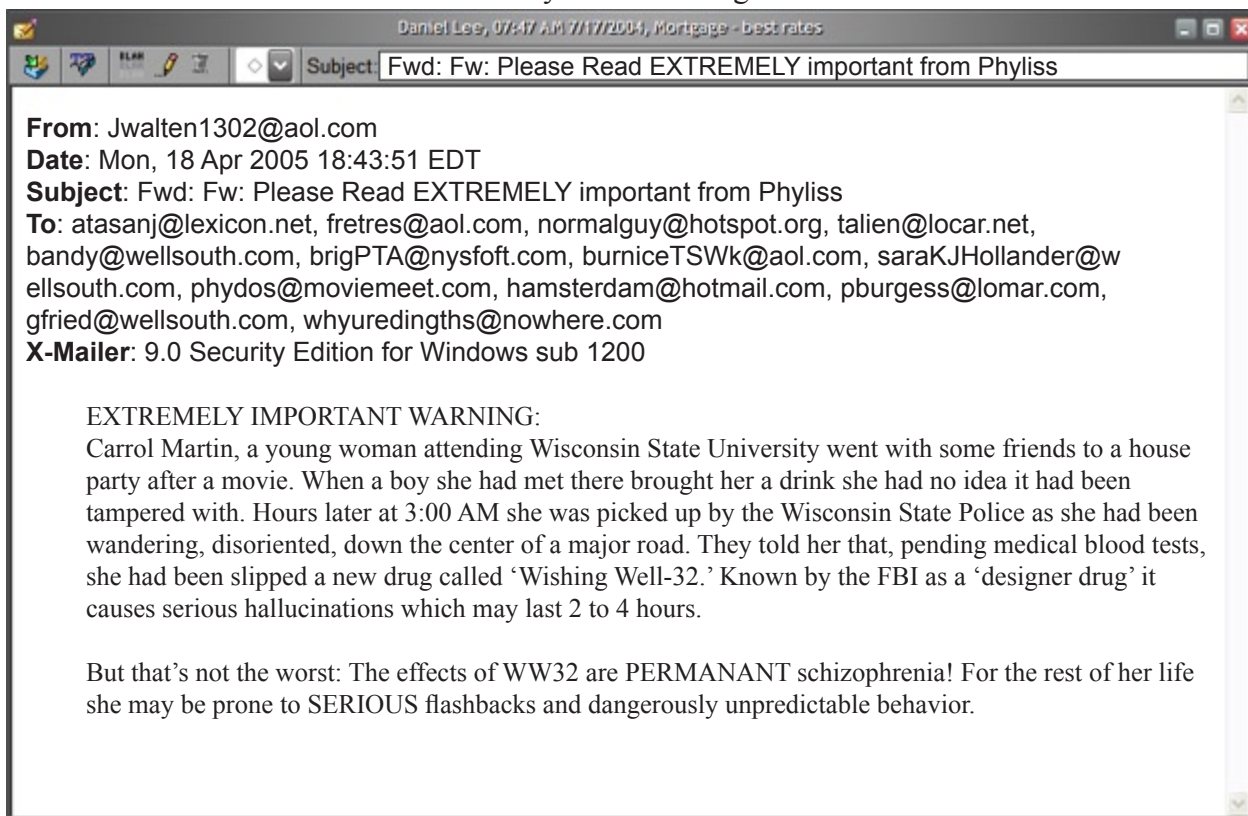 Daniel Lee, 07:47 AM 7/17/2004, Mortgage - best rates
Subject: Fwd: Fw: Please Read EXTREMELY important from Phyliss
From: Jwalten1302@aol.com
Date: Mon, 18 Apr 2005 18:43:51 EDT
Subject: Fwd: Fw: Please Read EXTREMELY important from Phyliss
To: atasanj@lexicon.net, fretres@aol.com, normalguy@hotspot.org, talien@locar.net,
bandy@wellsouth.com, brigPTA@nysfoft.com, burniceTSWk@aol.com, saraKJHollander@w
ellsouth.com, phydos@moviemeet.com, hamsterdam@hotmail.com, pburgess@lomar.com,
gfried@wellsouth.com, whyuredingths@nowhere.com
X-Mailer: 9.0 Security Edition for Windows sub 1200
EXTREMELY IMPORTANT WARNING:
Carrol Martin, a young woman attending Wisconsin State University went with some friends to a house
party after a movie. When a boy she had met there brought her a drink she had no idea it had been
tampered with. Hours later at 3:00 AM she was picked up by the Wisconsin State Police as she had been
wandering, disoriented, down the center of a major road. They told her that, pending medical blood tests,
she had been slipped a new drug called ‘Wishing Well-32.’ Known by the FBI as a ‘designer drug’ it
causes serious hallucinations which may last 2 to 4 hours.
But that’s not the worst: The effects of WW32 are PERMANANT schizophrenia! For the rest of her life
she may be prone to SERIOUS flashbacks and dangerously unpredictable behavior.